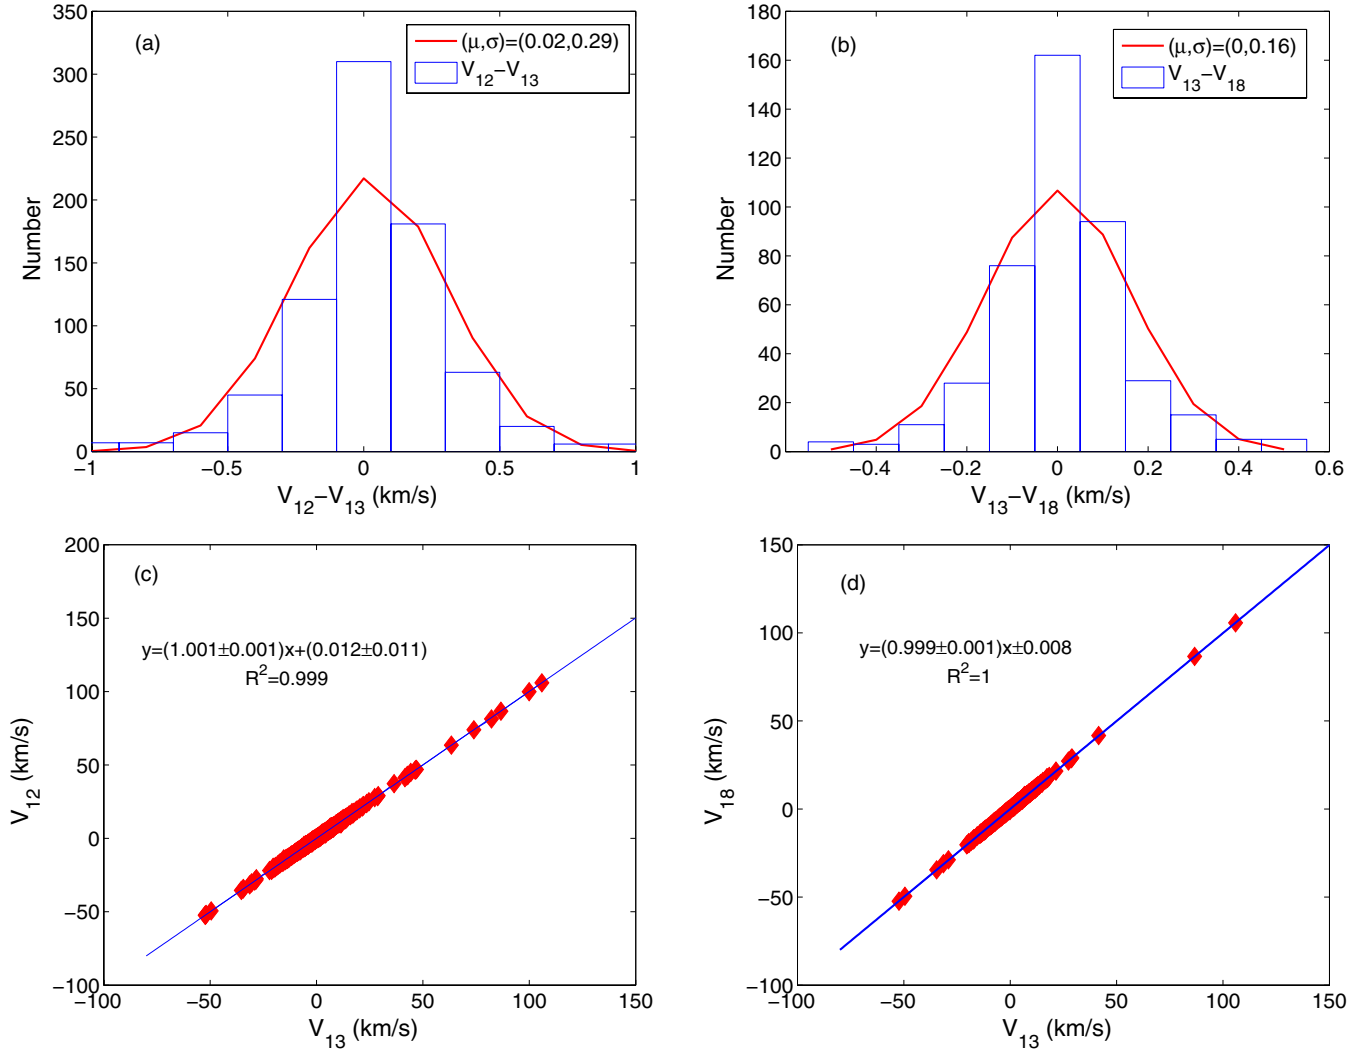 (a)
(μ,σ)=(0.02,0.29)
V12−V13
350
300
250
200
150
100
50
0
Number
−1
−0.5
0
0.5
1
V12−V13 (km/s)
(b)
(μ,σ)=(0,0.16)
V13−V18
180
160
140
120
100
80
60
40
20
0
Number
−0.4
−0.2
0
0.2
0.4
0.6
V13−V18 (km/s)
(c)
y=(1.001±0.001)x+(0.012±0.011)
R2=0.999
200
150
100
50
0
−50
−100
V12 (km/s)
−100
−50
0
50
100
150
V13 (km/s)
(d)
y=(0.999±0.001)x±0.008
R2=1
150
100
50
0
−50
−100
V18 (km/s)
−100
−50
0
50
100
150
V13 (km/s)